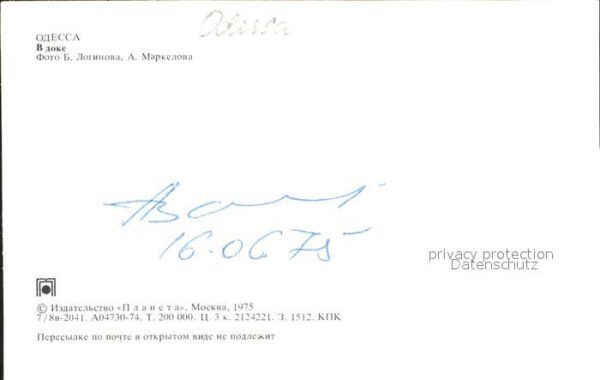 Odessa
ОДЕССА
В доке
Фото Б. Логинова, А. Маркелова
16.06 75
privacy protection
Datenschutz
© Издательство «Планета», Москва, 1975
7/8в-2041. А04730-74. Т. 200 000. Ц. 3 к. 2124221. З. 1512. КПК
Пересылке по почте в открытом виде не подлежит